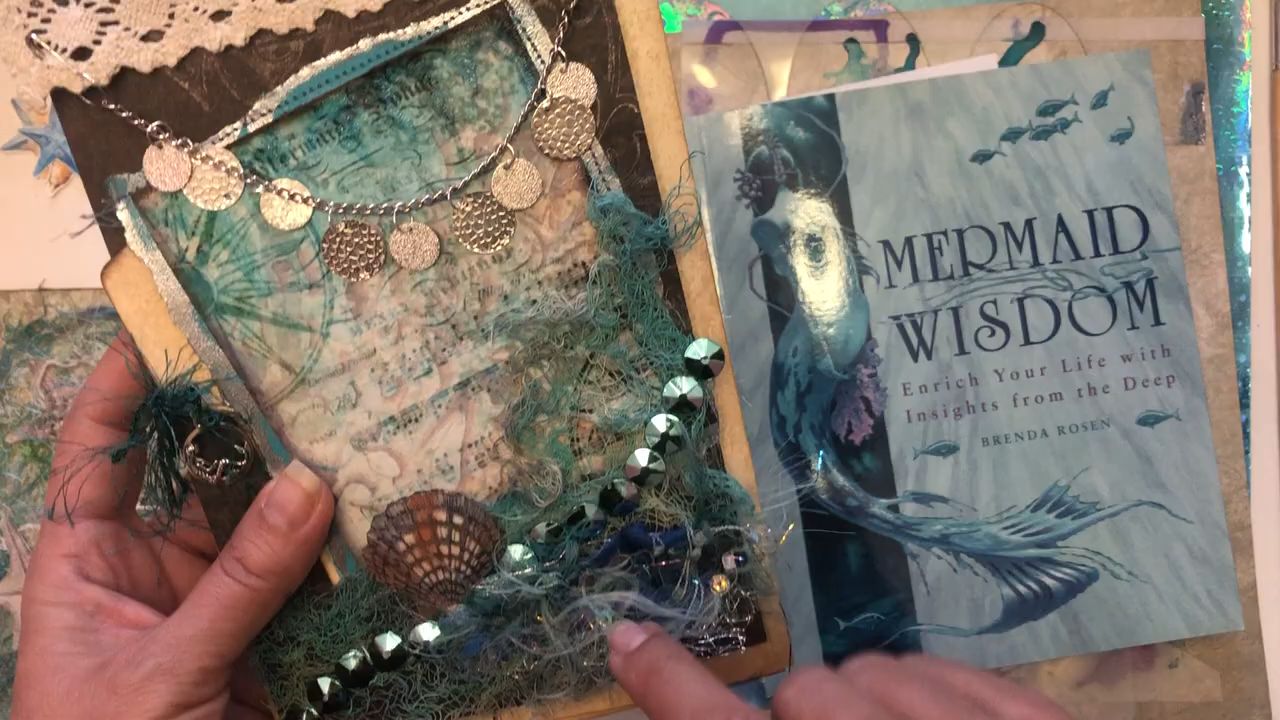 MERMAID
WISDOM
Enrich Your Life with
Insights from the Deep
BRENDA ROSEN